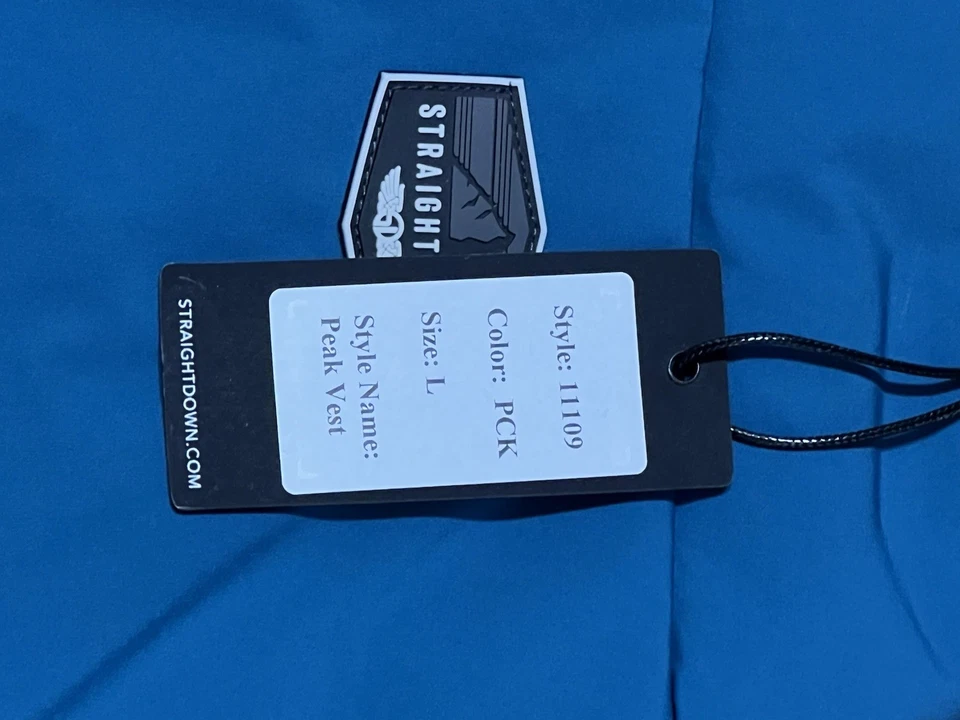 STRAIGHT
Style: 11109
Color: PCK
Size: L
Style Name:
Peak Vest
STRAIGHTDOWN.COM